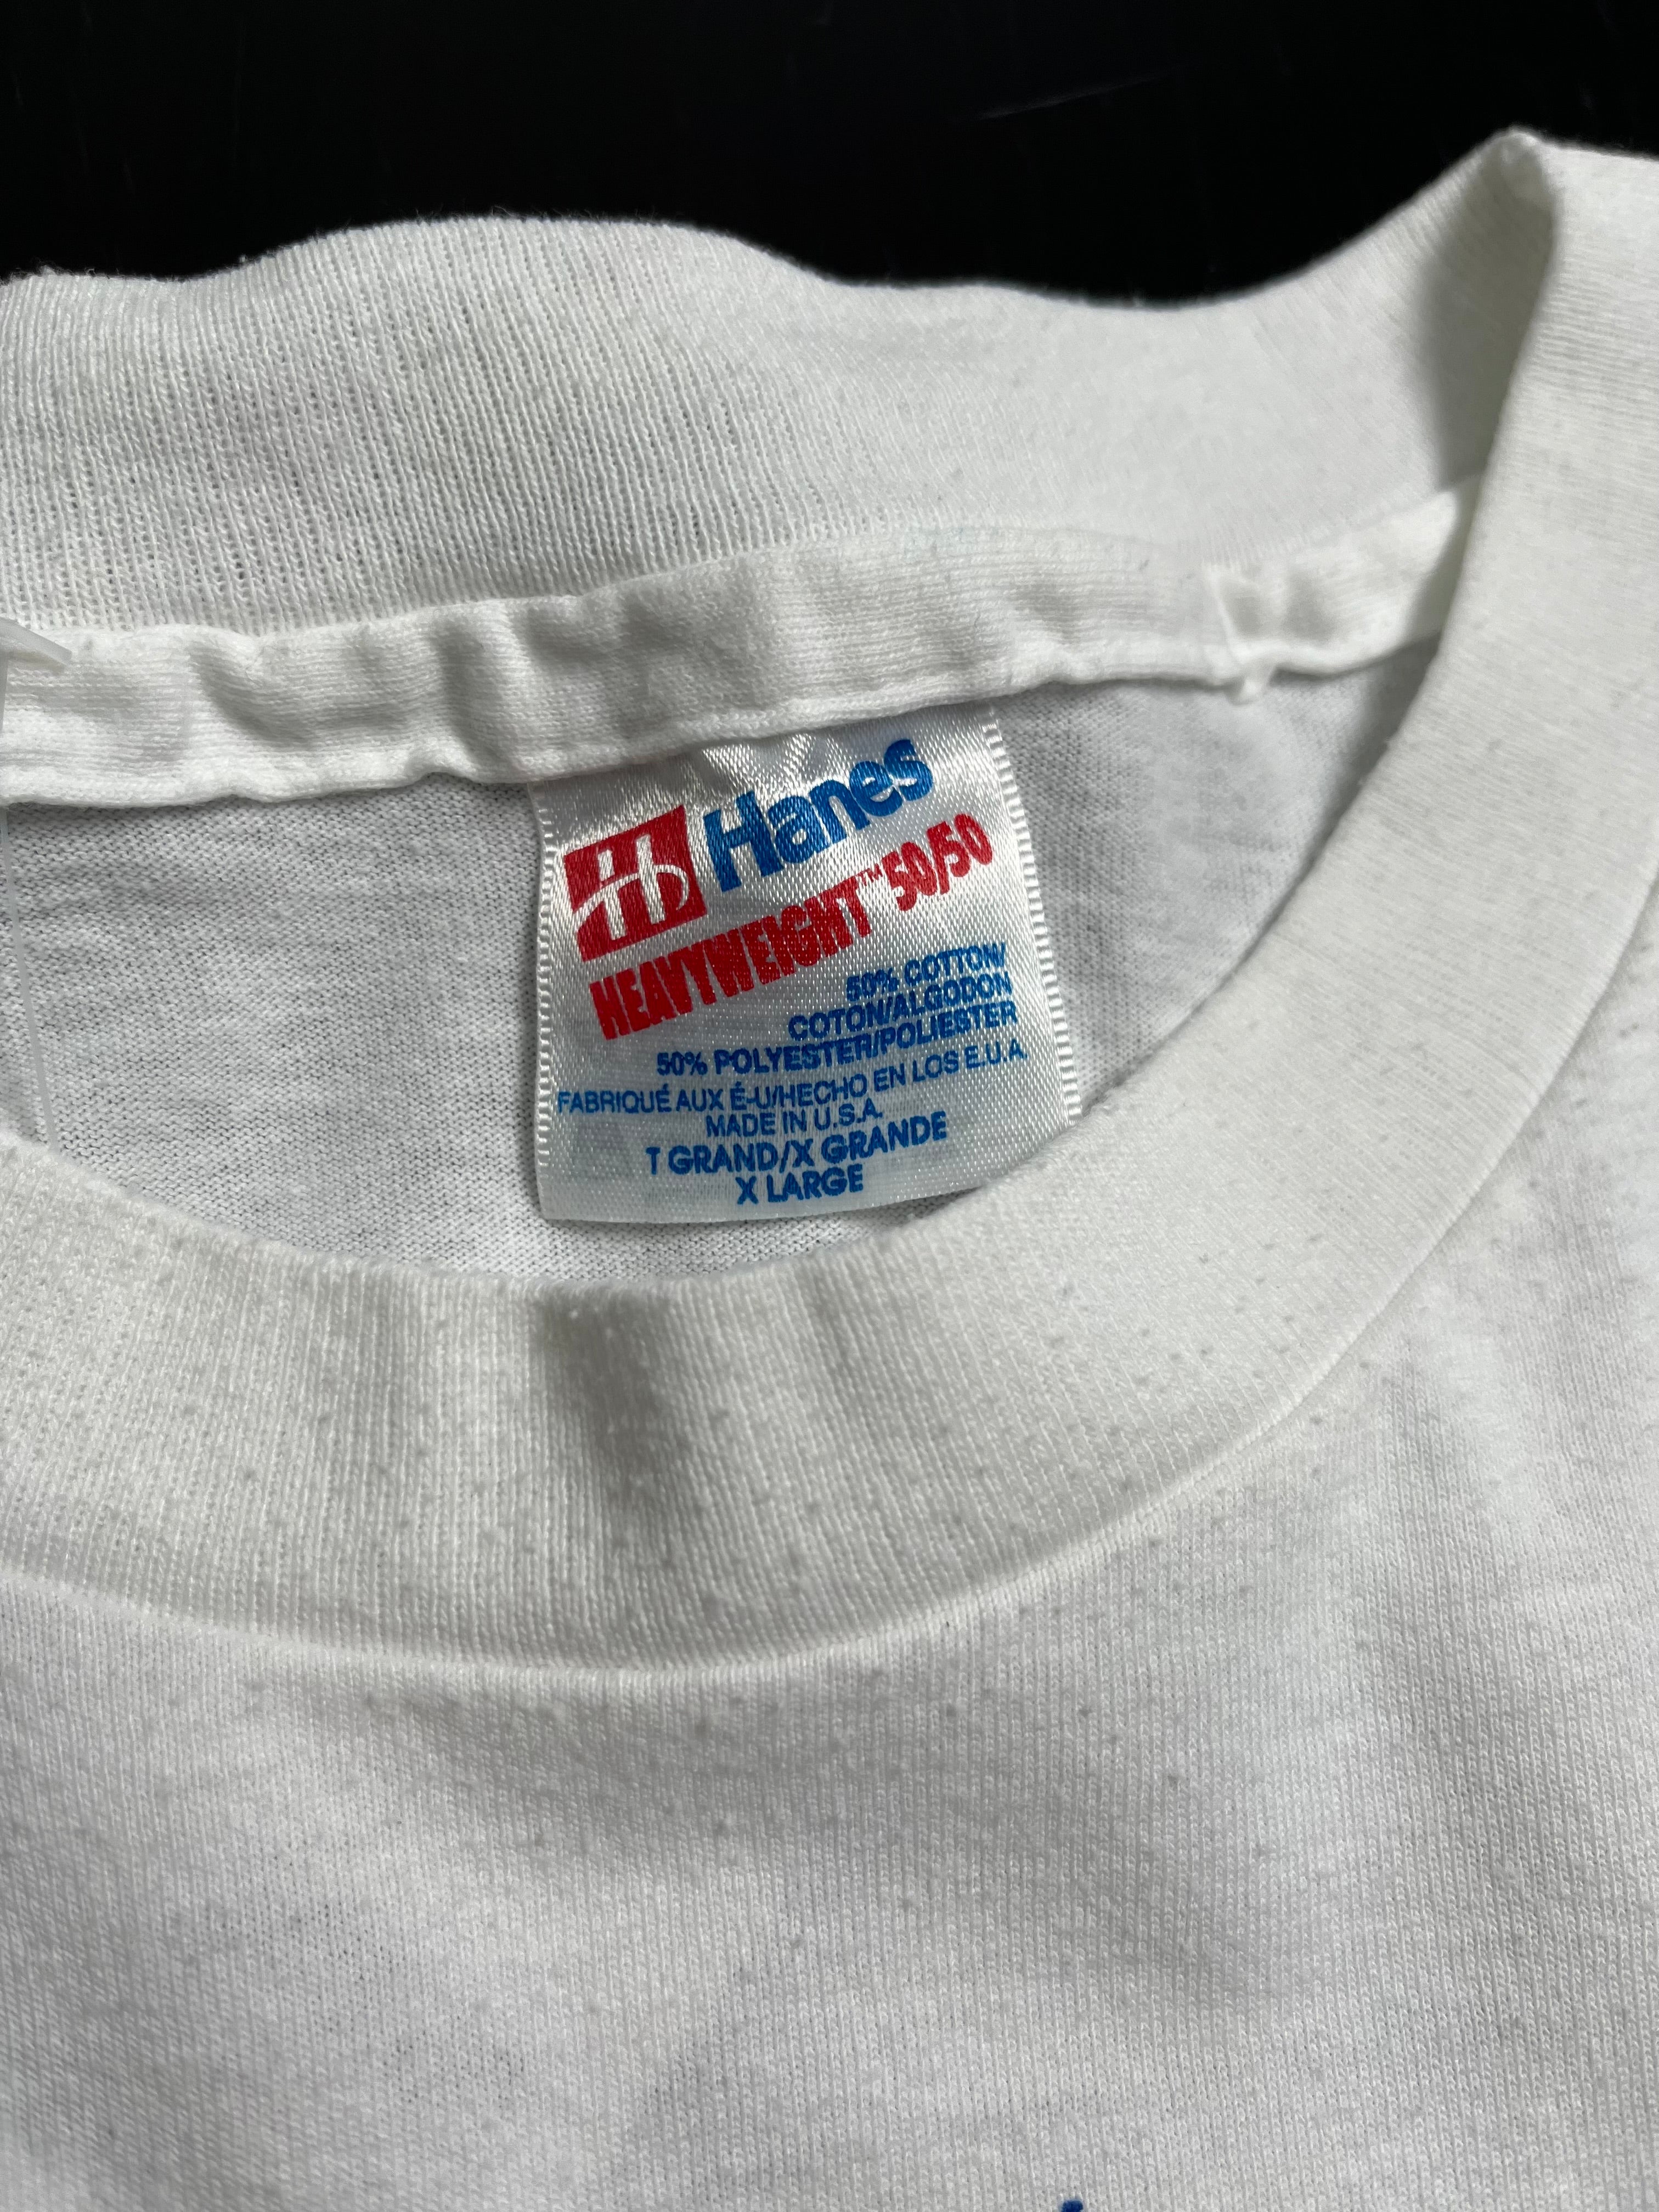 Hb Hanes
HEAVYWEIGHT™ 50/50
50% COTTON/
COTON/ALGODON
50% POLYESTER/POLIESTER
FABRIQUÉ AUX É-U/HECHO EN LOS E.U.A.
MADE IN U.S.A.
T GRAND/X GRANDE
X LARGE